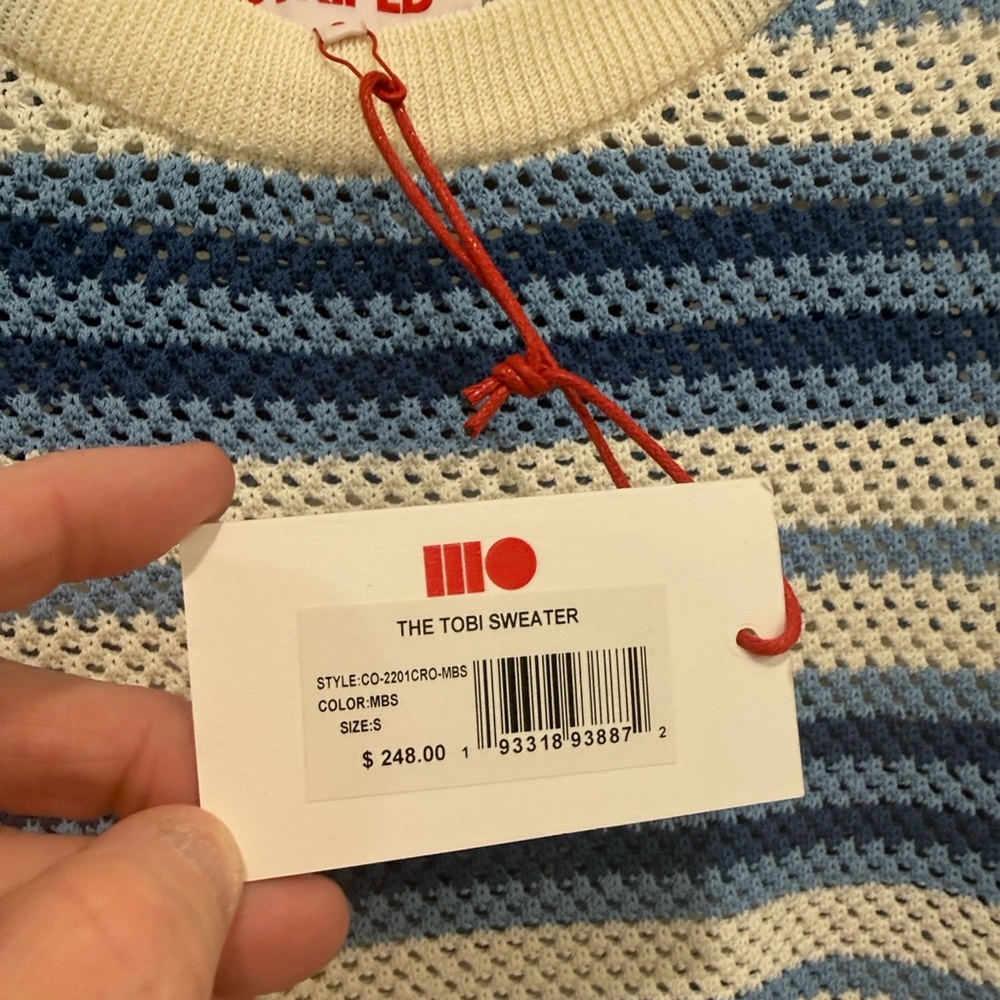 THE TOBI SWEATER
STYLE:CO-2201CRO-MBS
COLOR:MBS
SIZE:S
$ 248.00
1 93318 93887 2